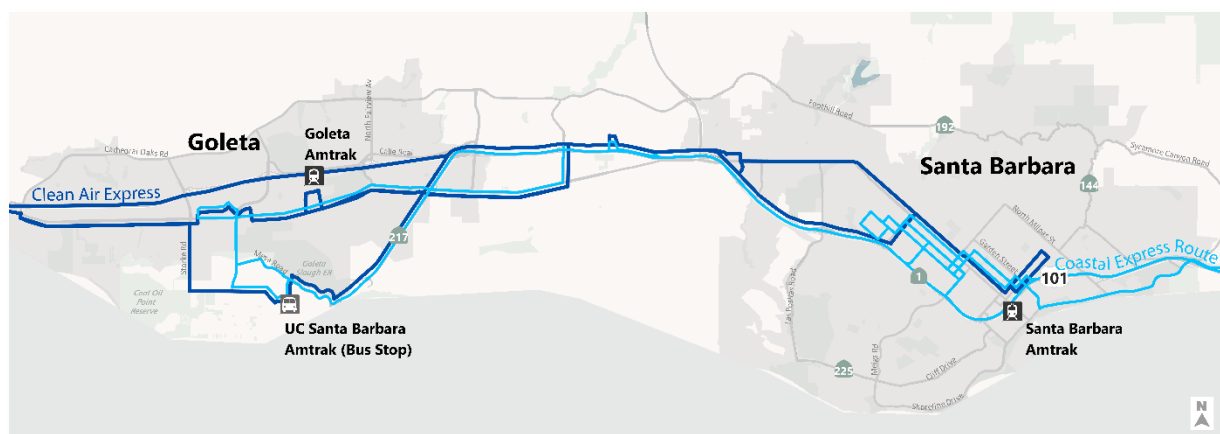 Foothill Road
192
North Fairview Av
Goleta
Goleta
Amtrak
Cathedral Oaks Rd
Calle Real
Sycamore Canyon Road
Santa Barbara
Clean Air Express
144
North Milpas St
Garden Street
217
Storke Rd
Mesa Road
Goleta
Slough ER
Coastal Express Route
101
1
Las Positas Road
Coal Oil
Point
Reserve
UC Santa Barbara
Amtrak (Bus Stop)
Santa Barbara
Amtrak
Meigs Rd
Cliff Drive
225
Shoreline Drive
N